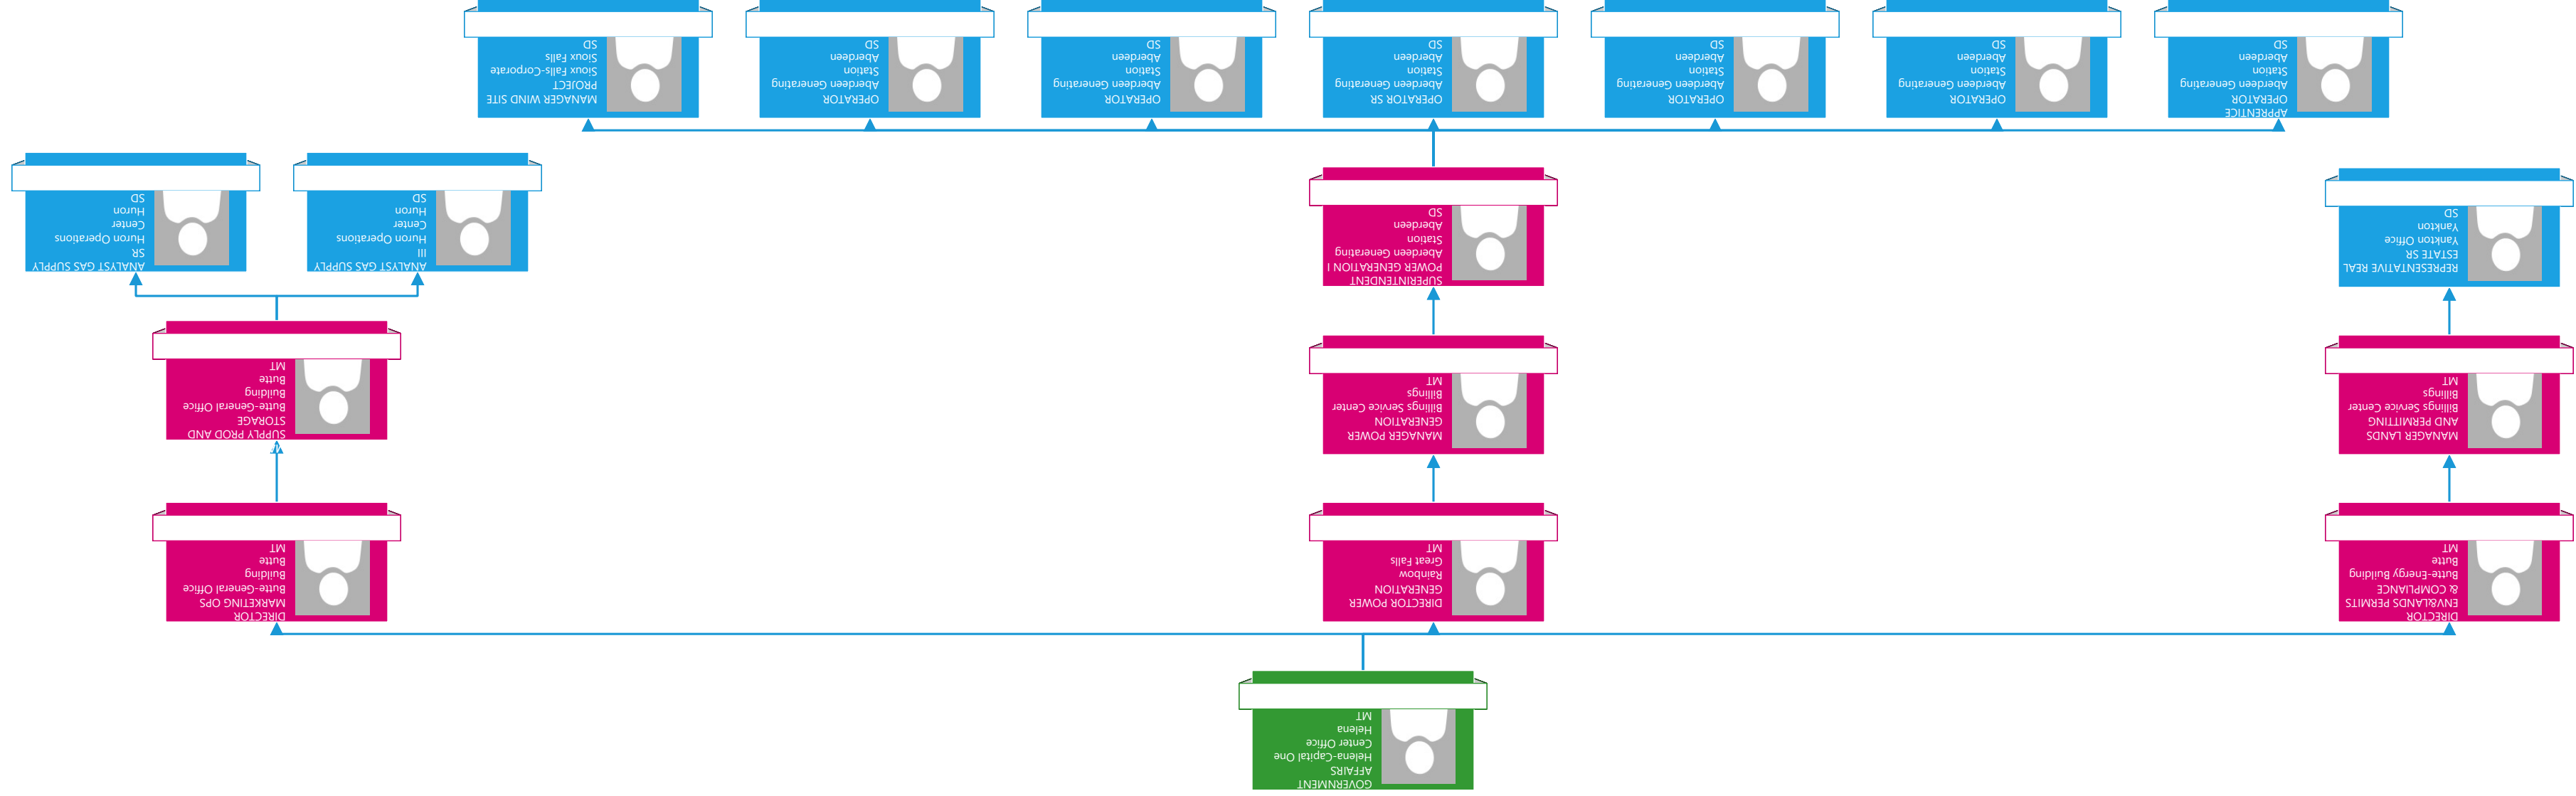 GOVERNMENT
AFFAIRS
Helena-Capital One
Center Office
Helena
MT
DIRECTOR
ENV&LANDS PERMITS
& COMPLIANCE
Butte-Energy Building
Butte
MT
DIRECTOR POWER
GENERATION
Rainbow
Great Falls
MT
DIRECTOR
MARKETING OPS
Butte-General Office
Building
Butte
MT
MANAGER LANDS
AND PERMITTING
Billings Service Center
Billings
MT
MANAGER POWER
GENERATION
Billings Service Center
Billings
MT
SUPPLY PROD AND
STORAGE
Butte-General Office
Building
Butte
MT
REPRESENTATIVE REAL
ESTATE SR
Yankton Office
Yankton
SD
SUPERINTENDENT
POWER GENERATION I
Aberdeen Generating
Station
Aberdeen
SD
ANALYST GAS SUPPLY
III
Huron Operations
Center
Huron
SD
ANALYST GAS SUPPLY
SR
Huron Operations
Center
Huron
SD
APPRENTICE
OPERATOR
Aberdeen Generating
Station
Aberdeen
SD
OPERATOR
Aberdeen Generating
Station
Aberdeen
SD
OPERATOR
Aberdeen Generating
Station
Aberdeen
SD
OPERATOR SR
Aberdeen Generating
Station
Aberdeen
SD
OPERATOR
Aberdeen Generating
Station
Aberdeen
SD
OPERATOR
Aberdeen Generating
Station
Aberdeen
SD
MANAGER WIND SITE
PROJECT
Sioux Falls-Corporate
Sioux Falls
SD